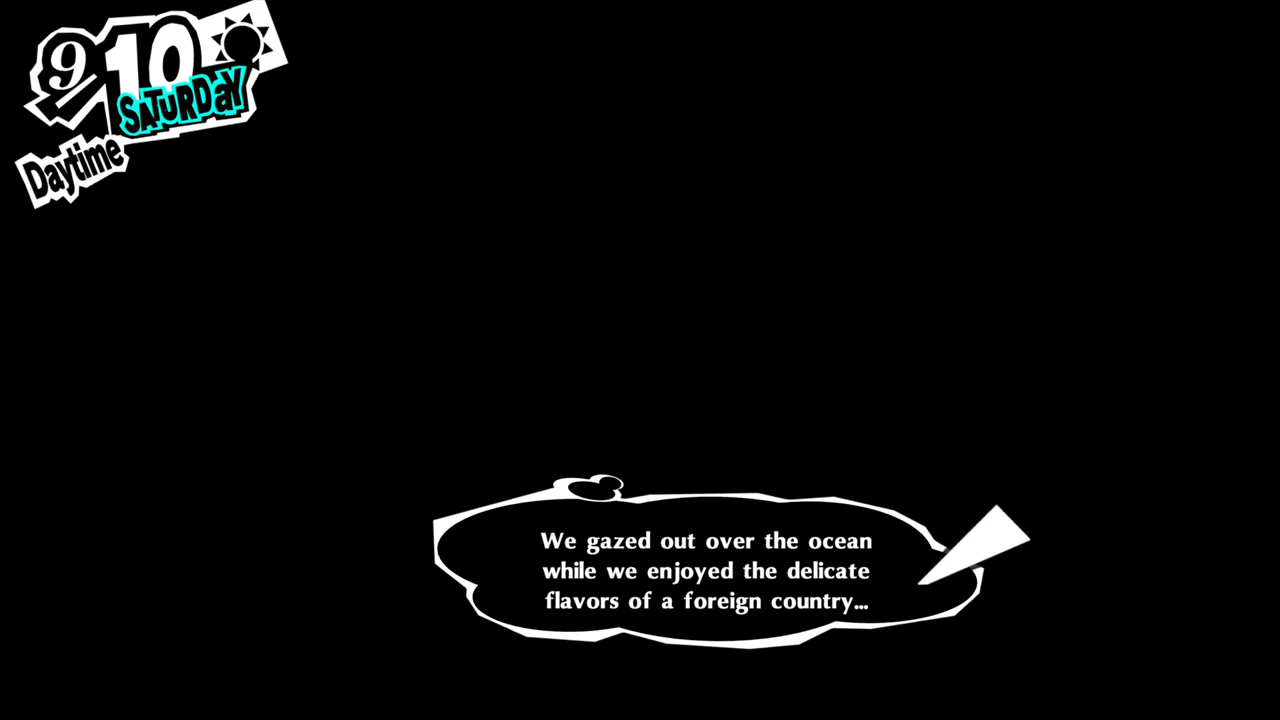 9/10
SATURDAY
Daytime
We gazed out over the ocean
while we enjoyed the delicate
flavors of a foreign country...